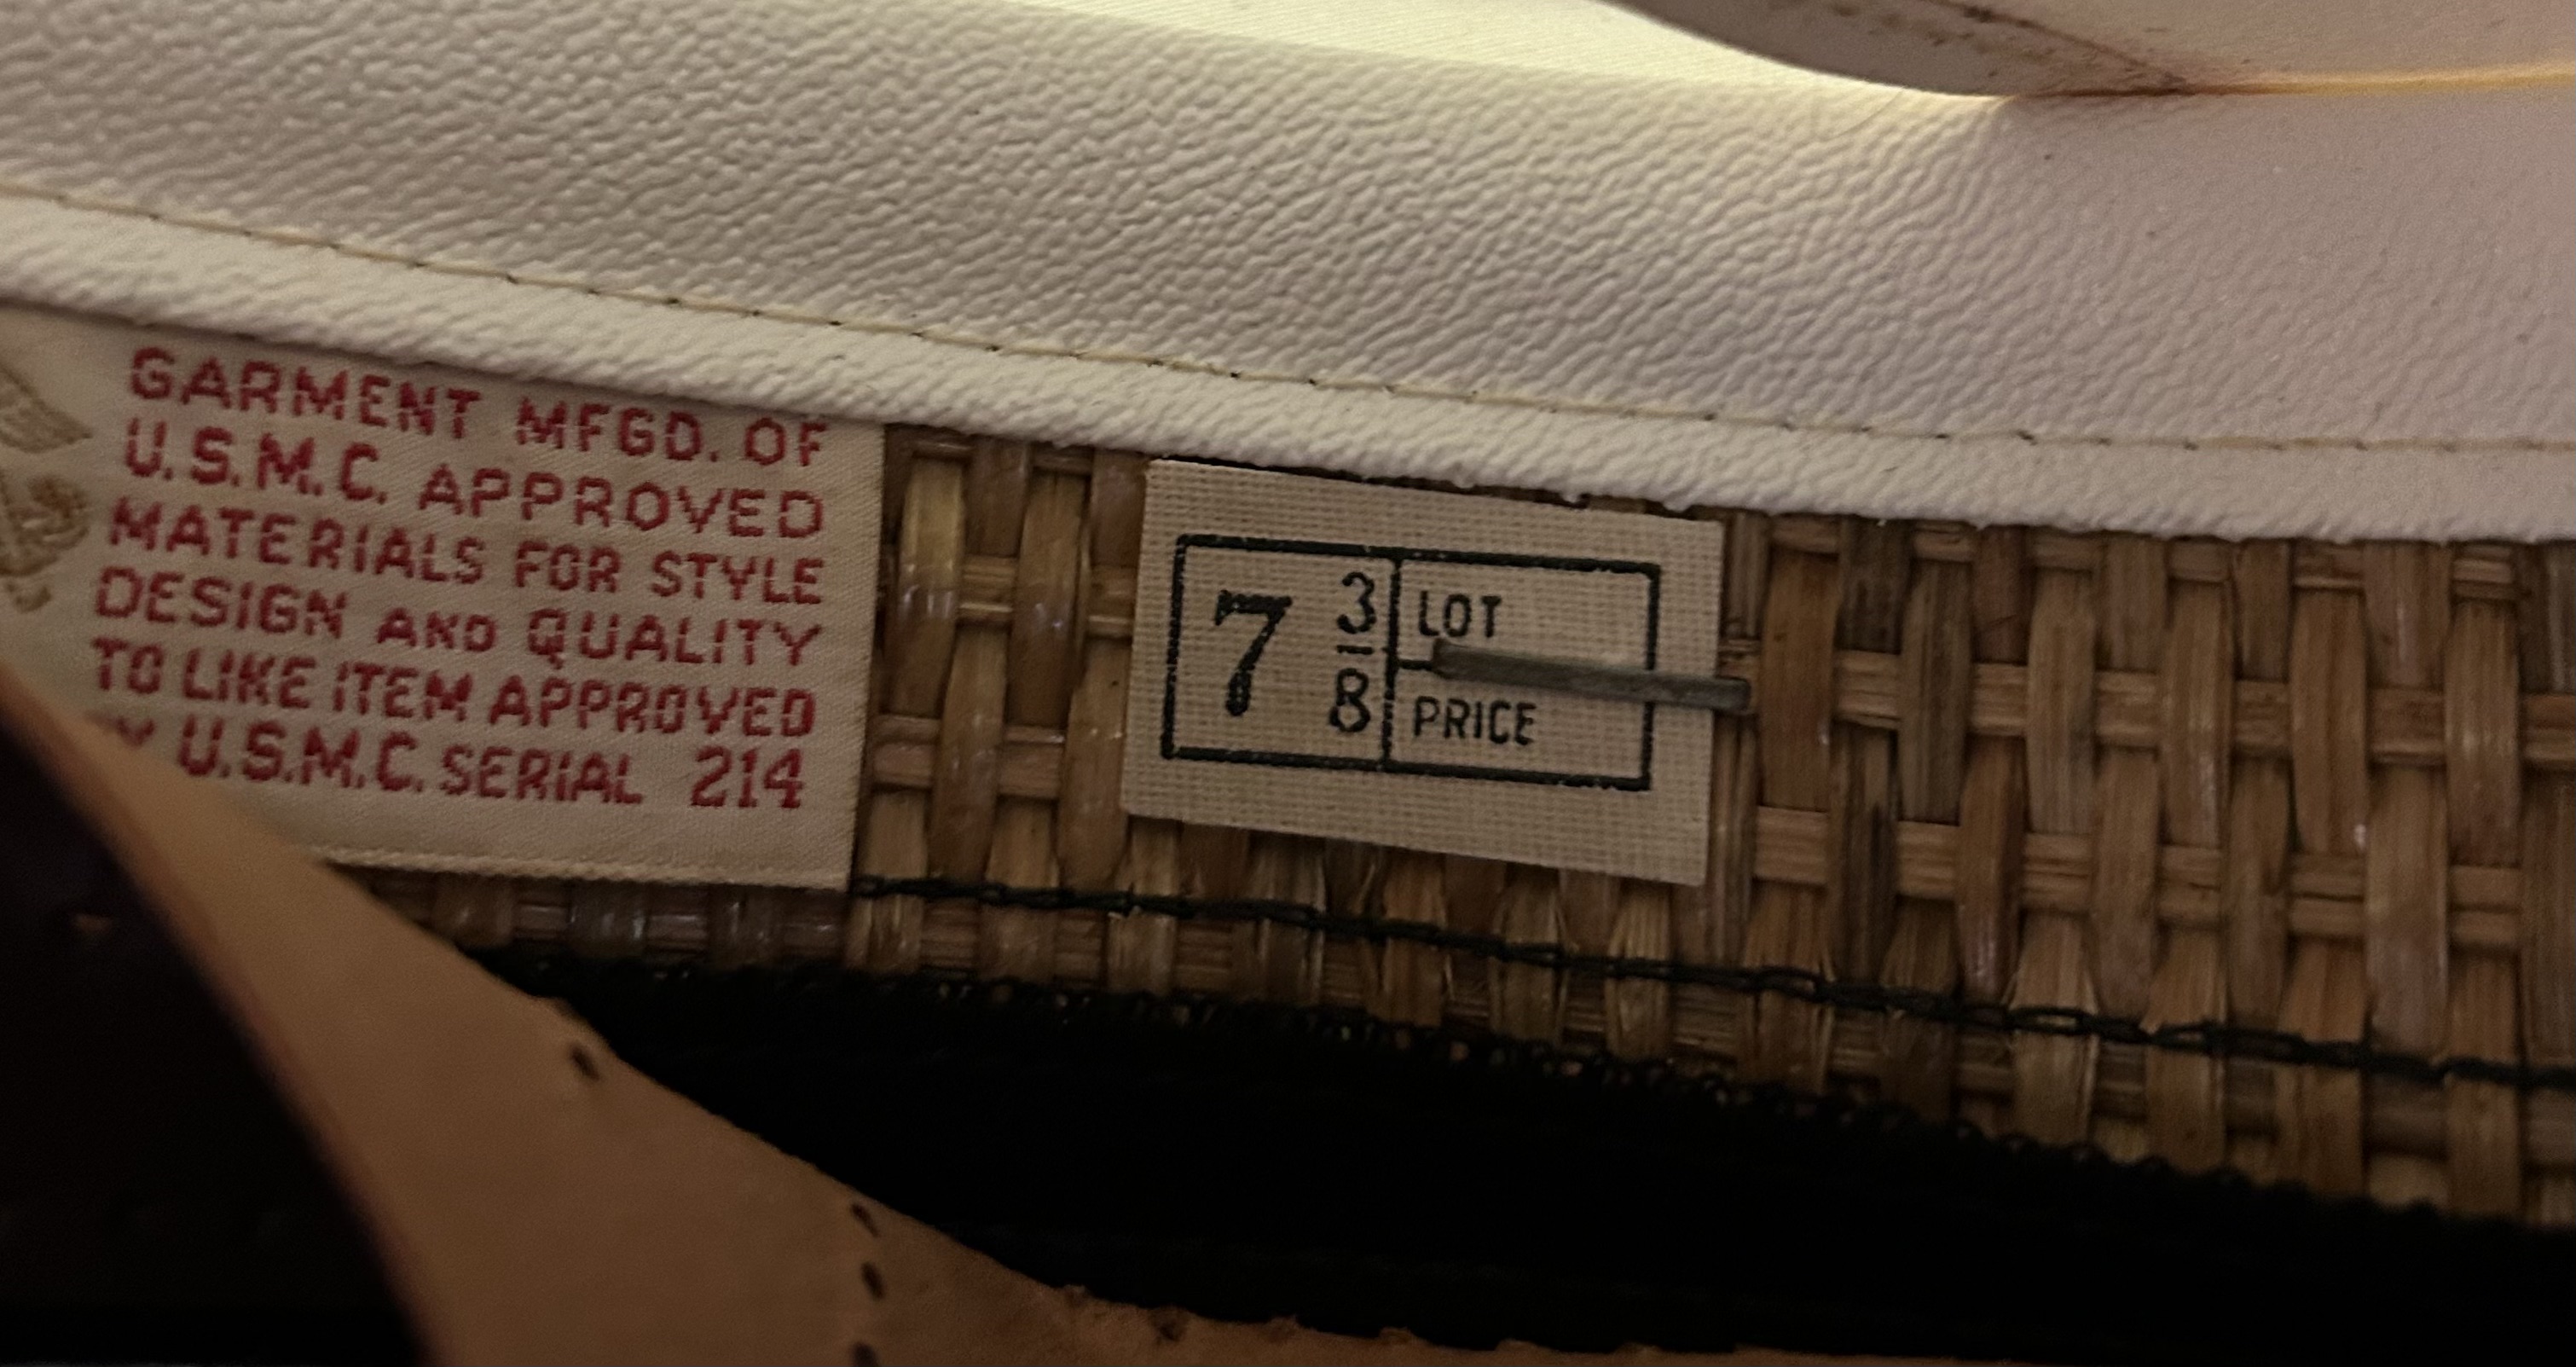 GARMENT MFGD. OF
U.S.M.C. APPROVED
MATERIALS FOR STYLE
DESIGN AND QUALITY
TO LIKE ITEM APPROVED
U.S.M.C. SERIAL 214
7 3/8
LOT
PRICE